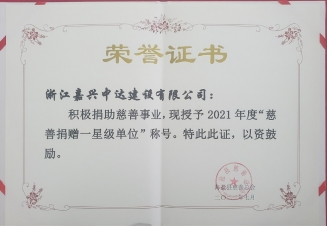 荣誉证书
浙江嘉兴中达建设有限公司：
积极捐助慈善事业，现授予2021年度“慈
善捐赠一星级单位”称号。特此此证，以资鼓
励。